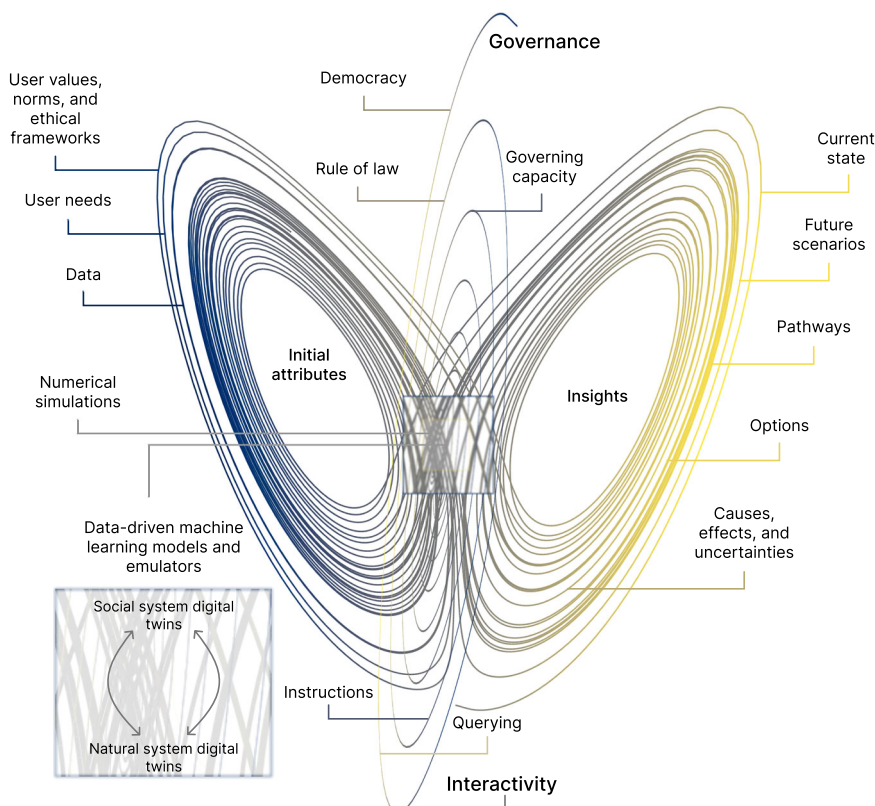 Governance
Democracy
User values,
norms, and
ethical
frameworks
Rule of law
Governing
capacity
Current
state
User needs
Future
scenarios
Data
Pathways
Initial
attributes
Numerical
simulations
Insights
Options
Data-driven machine
learning models and
emulators
Causes,
effects, and
uncertainties
Social system digital
twins
Natural system digital
twins
Instructions
Querying
Interactivity